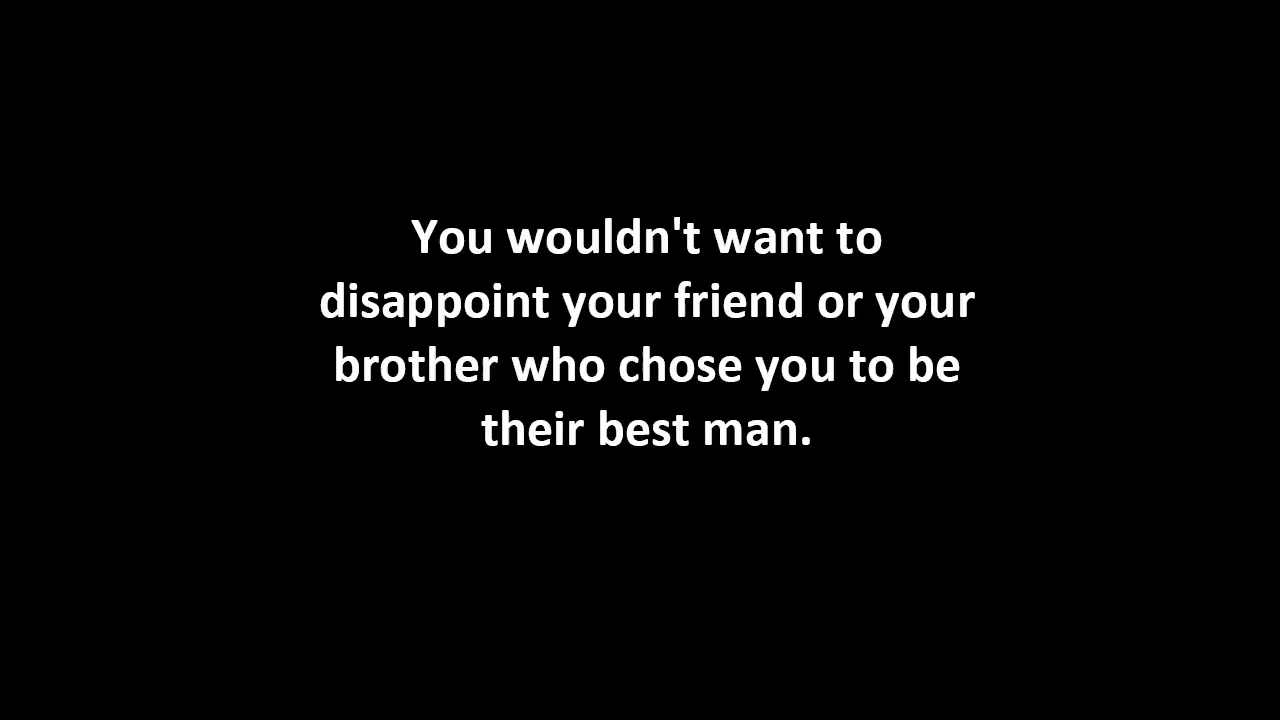 You wouldn't want to
disappoint your friend or your
brother who chose you to be
their best man.